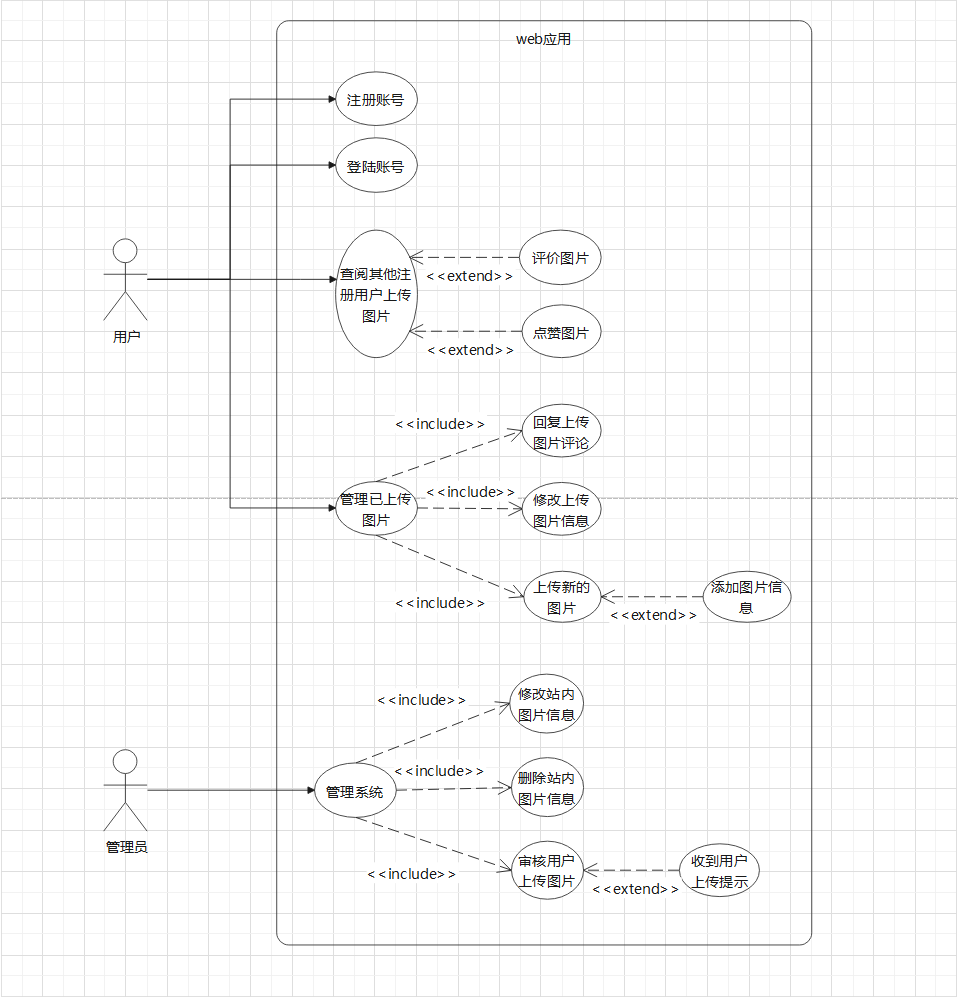 web应用
注册账号
登陆账号
查阅其他注
册用户上传
图片
评价图片
<<extend>>
点赞图片
<<extend>>
用户
<<include>>
回复上传
图片评论
管理已上传
图片
<<include>>
修改上传
图片信息
<<include>>
上传新的
图片
<<extend>>
添加图片信
息
<<include>>
修改站内
图片信息
管理系统
<<include>>
删除站内
图片信息
<<include>>
审核用户
上传图片
<<extend>>
收到用户
上传提示
管理员